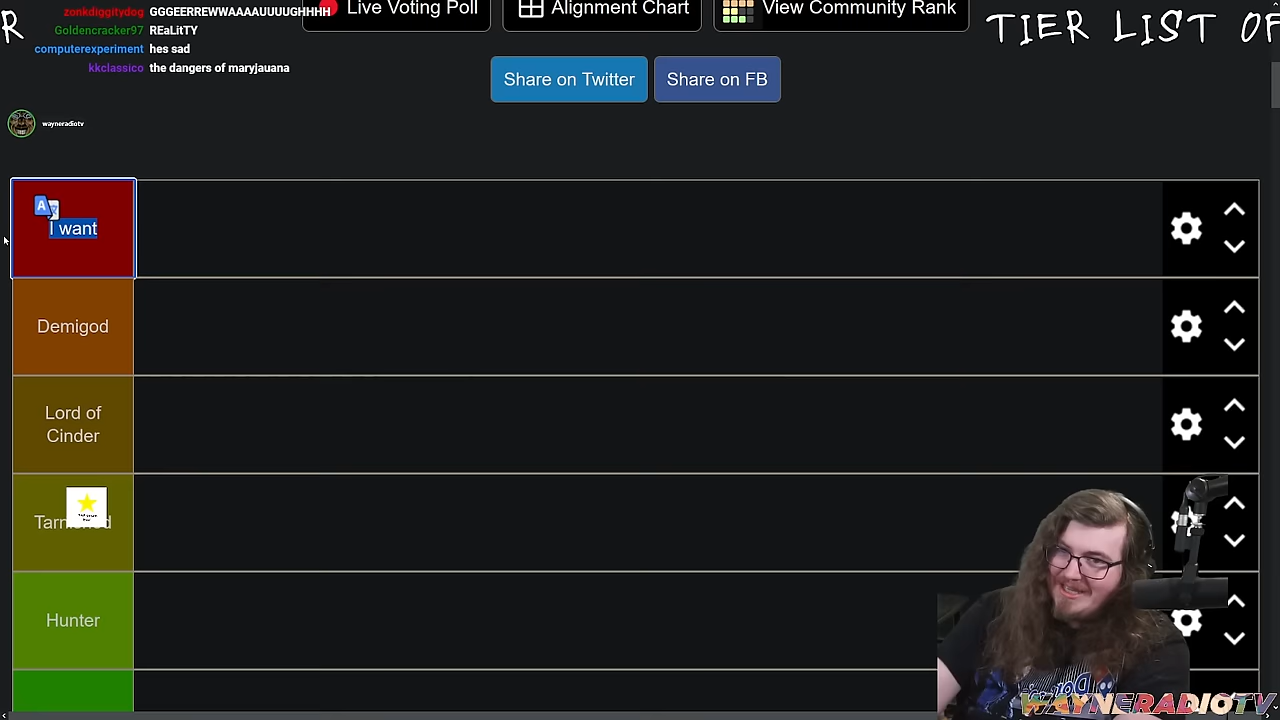 R
zonkdiggitydog GGGEERREWWAAAAUUUUGHHHH
Goldencracker97 REaLitTY
computerexperiment hes sad
kkclassico the dangers of maryjauana
Live Voting Poll
Alignment Chart
View Community Rank
TIER LIST OF
Share on Twitter
Share on FB
wayneradiotv
I want
Demigod
Lord of
Cinder
Hunter
WAYNERADIOTV